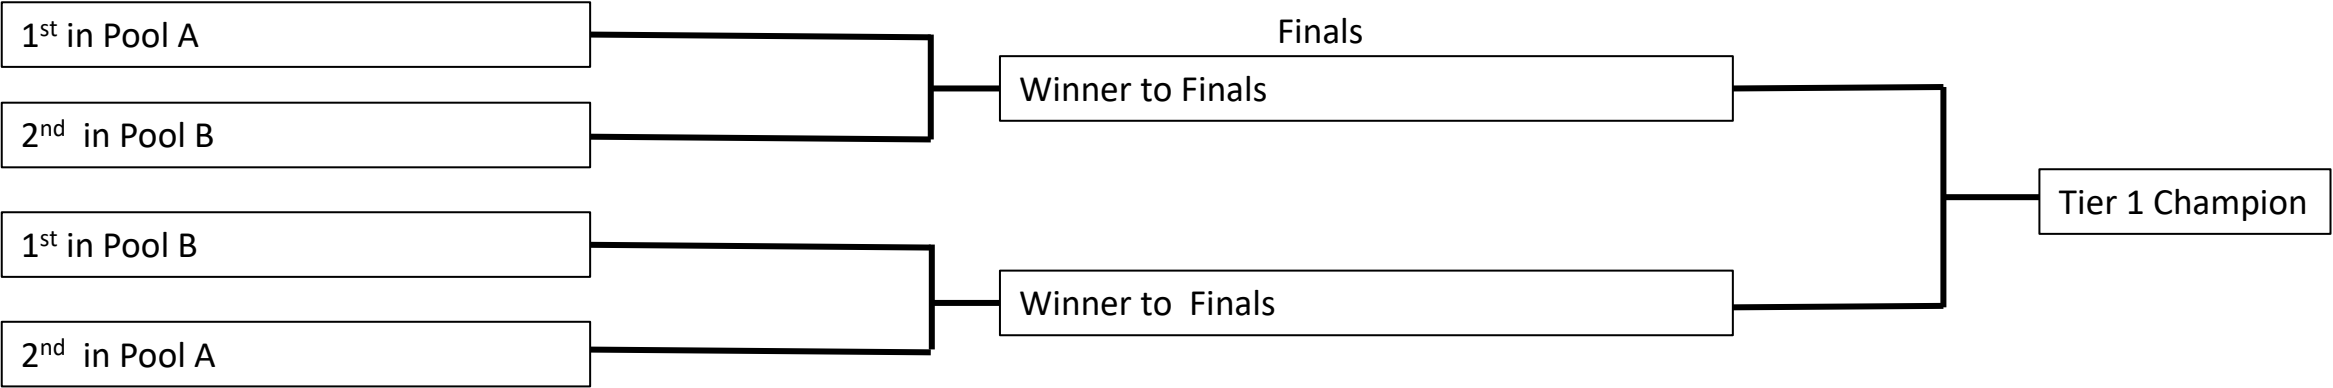 1st in Pool A
2nd in Pool B
1st in Pool B
2nd in Pool A
Finals
Winner to Finals
Winner to Finals
Tier 1 Champion